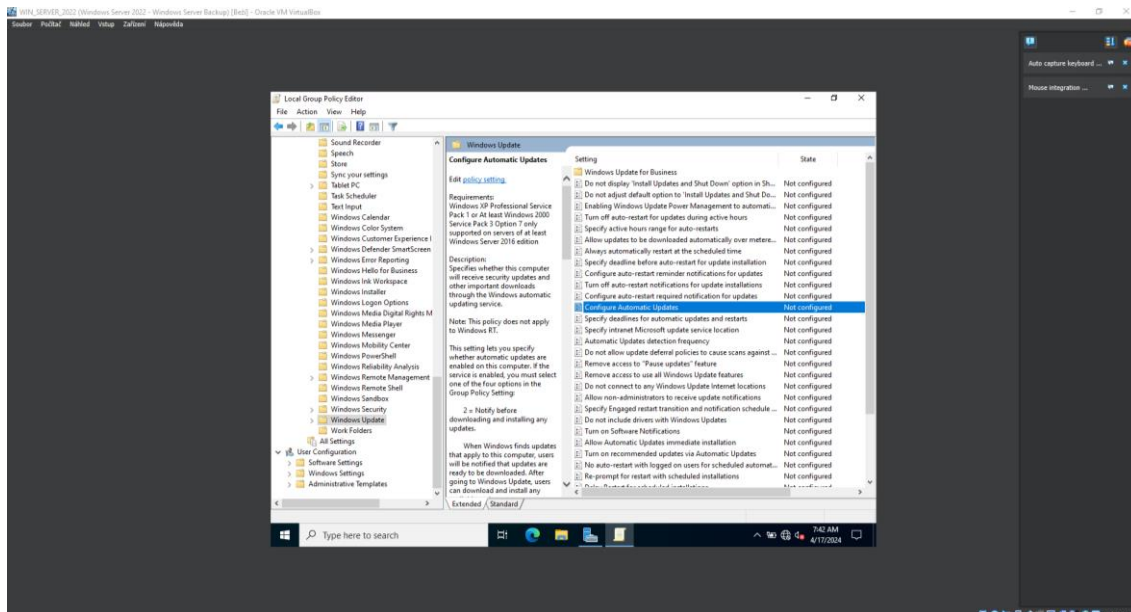 WIN_SERVER_2022 (Windows Server 2022 - Windows Server Backup) [Běží] - Oracle VM VirtualBox
Soubor Počítač Náhled Vstup Zařízení Nápověda
Auto capture keyboard ...
Mouse integration ...
Local Group Policy Editor
File Action View Help
Sound Recorder
Speech
Store
Sync your settings
Tablet PC
Task Scheduler
Text Input
Windows Calendar
Windows Color System
Windows Customer Experience I
Windows Defender SmartScreen
Windows Error Reporting
Windows Hello for Business
Windows Ink Workspace
Windows Installer
Windows Logon Options
Windows Media Digital Rights M
Windows Media Player
Windows Messenger
Windows Mobility Center
Windows PowerShell
Windows Reliability Analysis
Windows Remote Management
Windows Remote Shell
Windows Sandbox
Windows Security
Windows Update
Work Folders
All Settings
User Configuration
Software Settings
Windows Settings
Administrative Templates
Windows Update
Configure Automatic Updates
Edit policy setting.
Requirements:
Windows XP Professional Service
Pack 1 or At least Windows 2000
Service Pack 3 Option 7 only
supported on servers of at least
Windows Server 2016 edition
Description:
Specifies whether this computer
will receive security updates and
other important downloads
through the Windows automatic
updating service.
Note: This policy does not apply
to Windows RT.
This setting lets you specify
whether automatic updates are
enabled on this computer. If the
service is enabled, you must select
one of the four options in the
Group Policy Setting:
2 = Notify before
downloading and installing any
updates.
When Windows finds updates
that apply to this computer, users
will be notified that updates are
ready to be downloaded. After
going to Windows Update, users
can download and install any
Setting State
Windows Update for Business
Do not display 'Install Updates and Shut Down' option in Sh... Not configured
Do not adjust default option to 'Install Updates and Shut Do... Not configured
Enabling Windows Update Power Management to automati... Not configured
Turn off auto-restart for updates during active hours Not configured
Specify active hours range for auto-restarts Not configured
Allow updates to be downloaded automatically over metere... Not configured
Always automatically restart at the scheduled time Not configured
Specify deadline before auto-restart for update installation Not configured
Configure auto-restart reminder notifications for updates Not configured
Turn off auto-restart notifications for update installations Not configured
Configure auto-restart required notification for updates Not configured
Configure Automatic Updates Not configured
Specify deadlines for automatic updates and restarts Not configured
Specify intranet Microsoft update service location Not configured
Automatic Updates detection frequency Not configured
Do not allow update deferral policies to cause scans against ... Not configured
Remove access to "Pause updates" feature Not configured
Remove access to use all Windows Update features Not configured
Do not connect to any Windows Update Internet locations Not configured
Allow non-administrators to receive update notifications Not configured
Specify Engaged restart transition and notification schedule ... Not configured
Do not include drivers with Windows Updates Not configured
Turn on Software Notifications Not configured
Allow Automatic Updates immediate installation Not configured
Turn on recommended updates via Automatic Updates Not configured
No auto-restart with logged on users for scheduled automat... Not configured
Re-prompt for restart with scheduled installations Not configured
Extended Standard
Type here to search
7:42 AM
4/17/2024